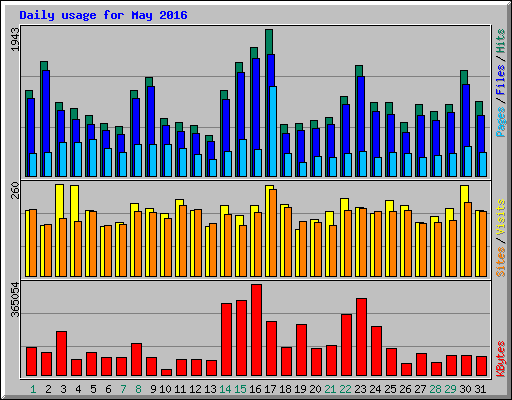 Daily usage for May 2016
1943
Pages / Files / Hits
260
Sites / Visits
365054
KBytes
1 2 3 4 5 6 7 8 9 10 11 12 13 14 15 16 17 18 19 20 21 22 23 24 25 26 27 28 29 30 31